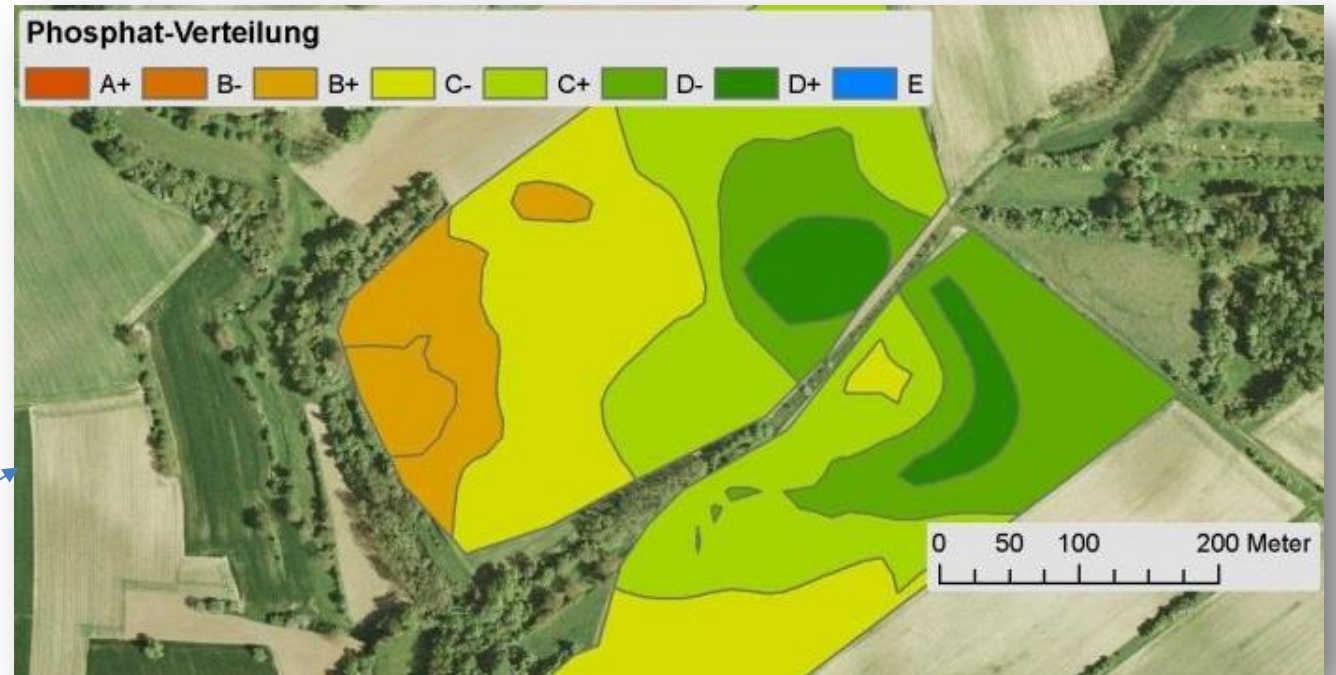 Phosphat-Verteilung
A+ B- B+ C- C+ D- D+ E
0 50 100 200 Meter